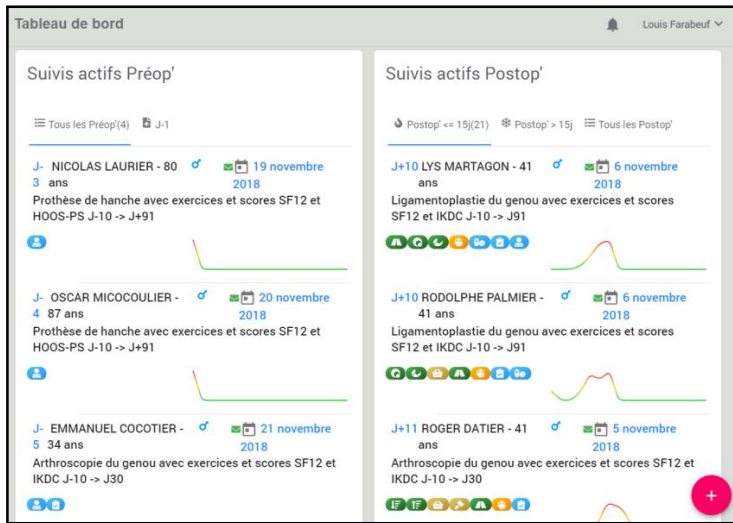 Tableau de bord
Louis Farabeuf
Suivis actifs Préop'
Tous les Préop'(4) J-1
J- NICOLAS LAURIER - 80 19 novembre
3 ans 2018
Prothèse de hanche avec exercices et scores SF12 et
HOOS-PS J-10 -> J+91
J- OSCAR MICOCOULIER - 20 novembre
4 87 ans 2018
Prothèse de hanche avec exercices et scores SF12 et
HOOS-PS J-10 -> J+91
J- EMMANUEL COCOTIER - 21 novembre
5 34 ans 2018
Arthroscopie du genou avec exercices et scores SF12 et
IKDC J-10 -> J30
Suivis actifs Postop'
Postop' <= 15j(21) Postop' > 15j Tous les Postop'
J+10 LYS MARTAGON - 41 6 novembre
ans 2018
Ligamentoplastie du genou avec exercices et scores
SF12 et IKDC J-10 -> J91
J+10 RODOLPHE PALMIER - 6 novembre
41 ans 2018
Ligamentoplastie du genou avec exercices et scores
SF12 et IKDC J-10 -> J91
J+11 ROGER DATIER - 41 5 novembre
ans 2018
Arthroscopie du genou avec exercices et scores SF12 et
IKDC J-10 -> J30
+